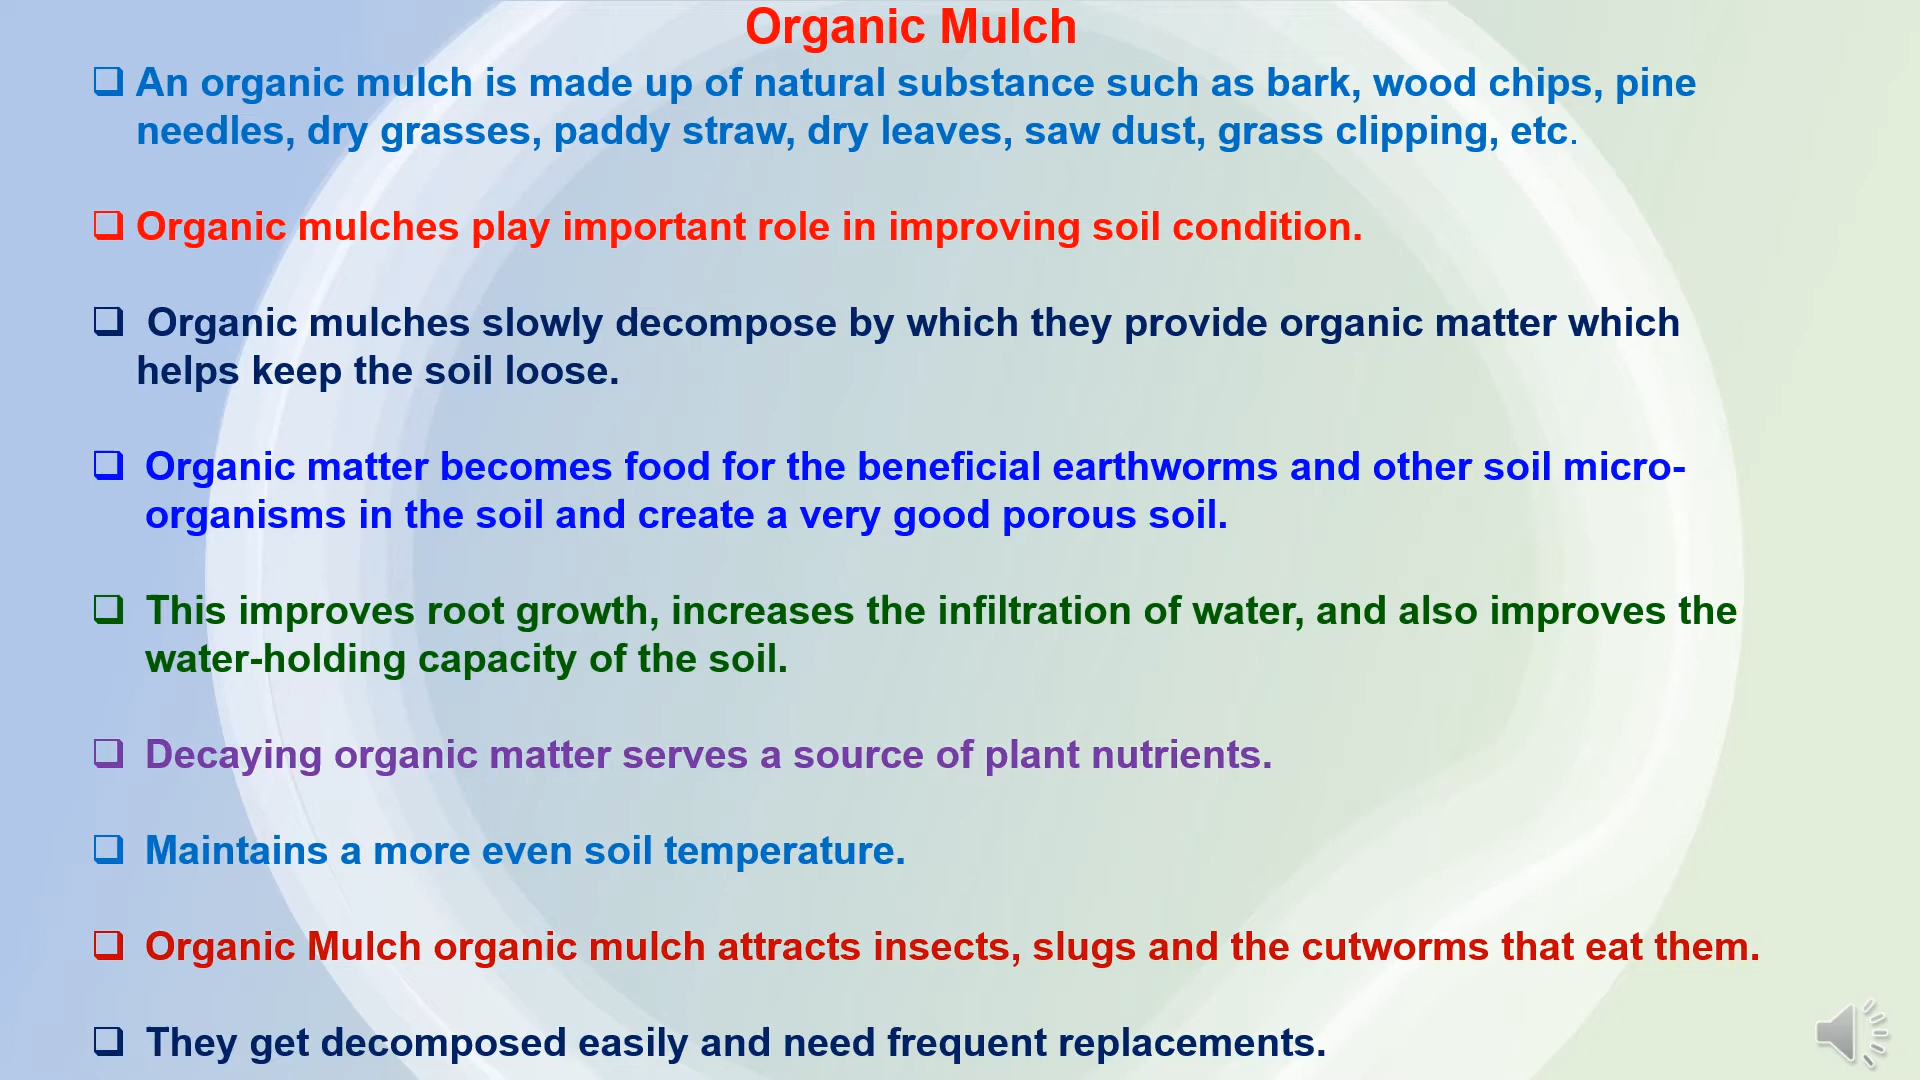 Organic Mulch
❑ An organic mulch is made up of natural substance such as bark, wood chips, pine
needles, dry grasses, paddy straw, dry leaves, saw dust, grass clipping, etc.
❑ Organic mulches play important role in improving soil condition.
❑ Organic mulches slowly decompose by which they provide organic matter which
helps keep the soil loose.
❑ Organic matter becomes food for the beneficial earthworms and other soil micro-
organisms in the soil and create a very good porous soil.
❑ This improves root growth, increases the infiltration of water, and also improves the
water-holding capacity of the soil.
❑ Decaying organic matter serves a source of plant nutrients.
❑ Maintains a more even soil temperature.
❑ Organic Mulch organic mulch attracts insects, slugs and the cutworms that eat them.
❑ They get decomposed easily and need frequent replacements.